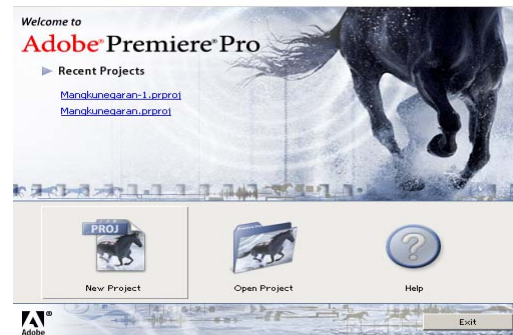 Welcome to
Adobe® Premiere® Pro
Recent Projects
Mangkunegaran-1.prproj
Mangkunegaran.prproj
PROJ
New Project
Open Project
Help
Adobe®
Exit